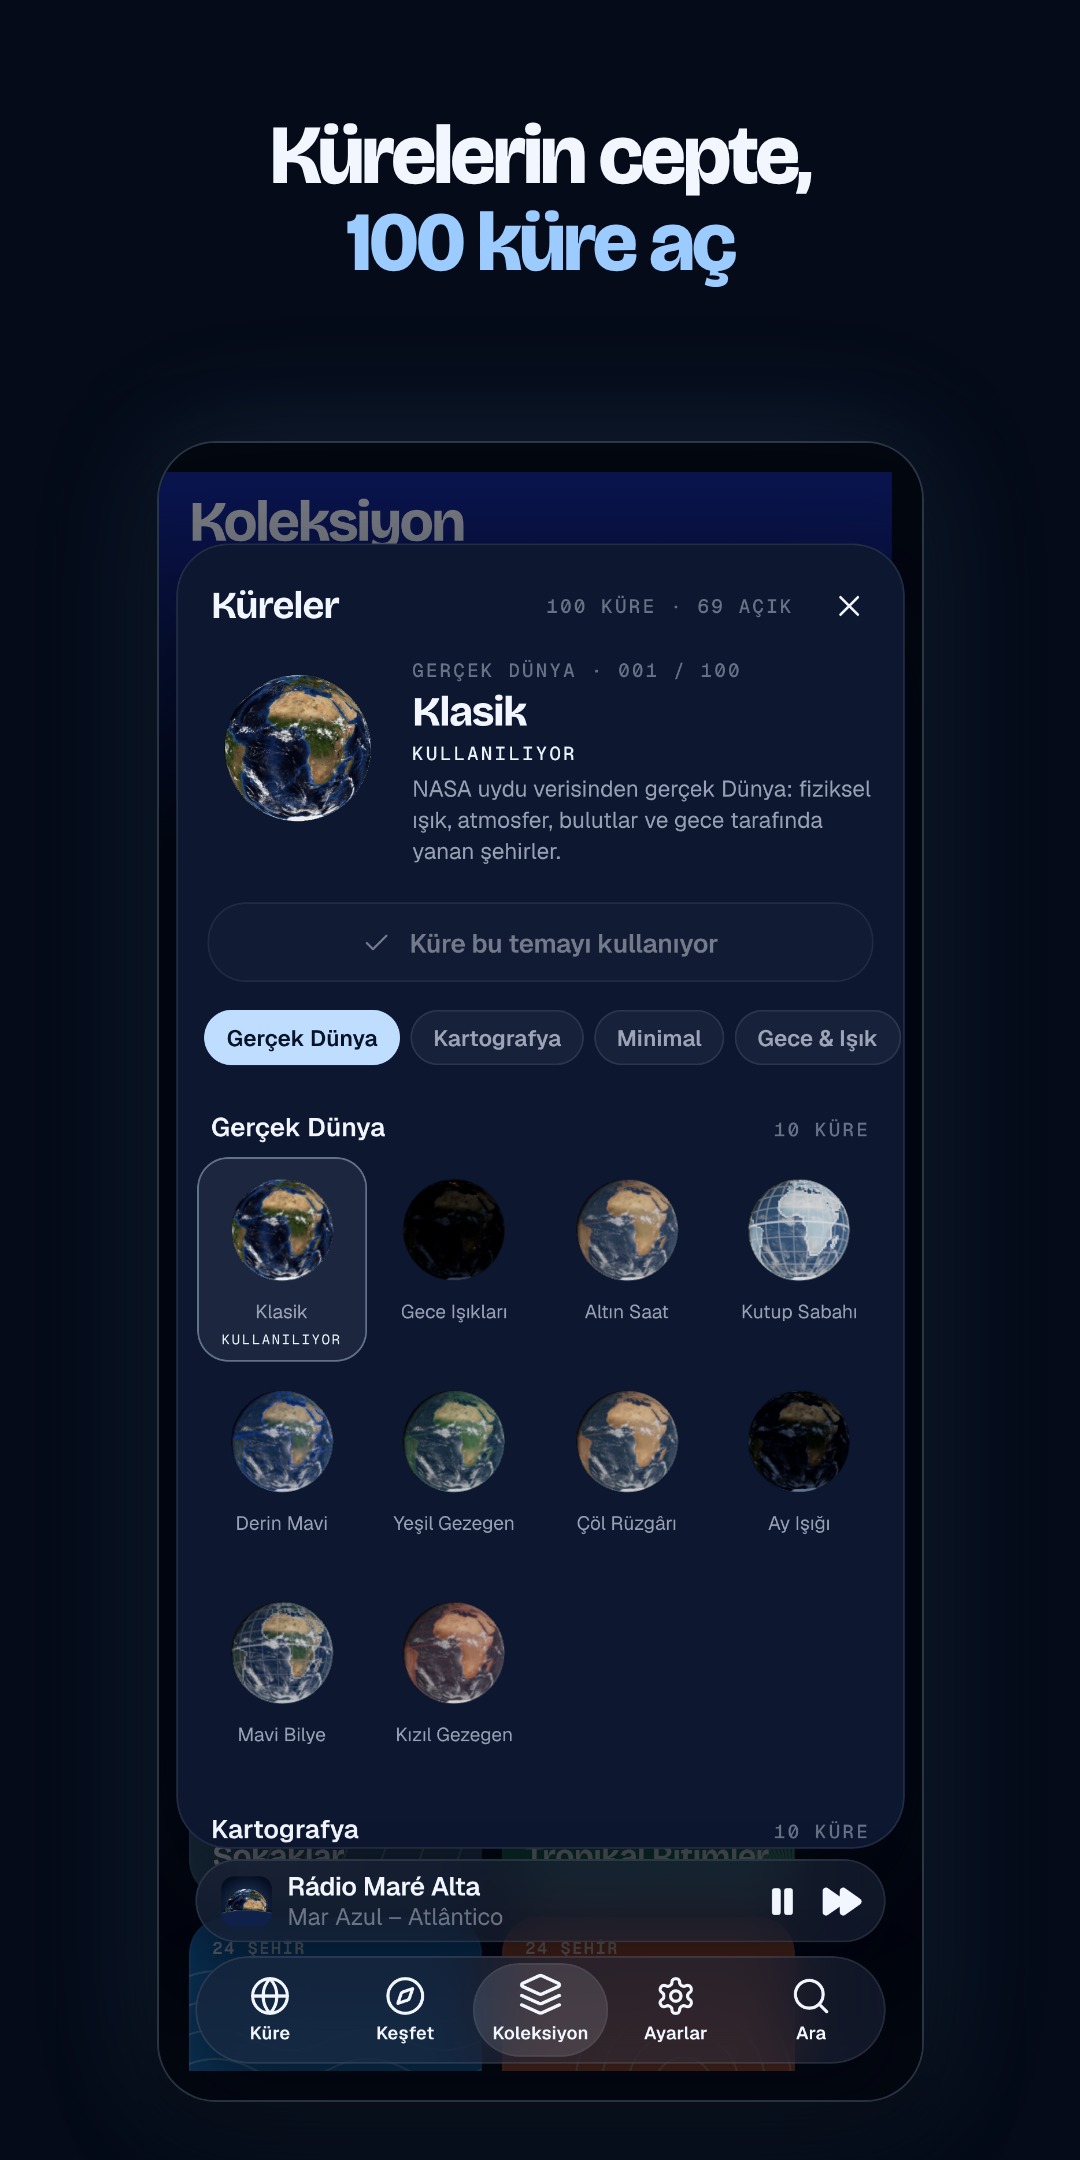 Kürelerin cepte,
100 küre aç
Koleksiyon
Küreler
100 KÜRE · 69 AÇIK
GERÇEK DÜNYA · 001 / 100
Klasik
KULLANILIYOR
NASA uydu verisinden gerçek Dünya: fiziksel
ışık, atmosfer, bulutlar ve gece tarafında
yanan şehirler.
Küre bu temayı kullanıyor
Gerçek Dünya
Kartografya
Minimal
Gece & Işık
Gerçek Dünya
10 KÜRE
Klasik
KULLANILIYOR
Gece Işıkları
Altın Saat
Kutup Sabahı
Derin Mavi
Yeşil Gezegen
Çöl Rüzgârı
Ay Işığı
Mavi Bilye
Kızıl Gezegen
Kartografya
10 KÜRE
Sokaklar
Tropikal Ritimler
Rádio Maré Alta
Mar Azul – Atlântico
24 ŞEHİR
24 ŞEHİR
Küre
Keşfet
Koleksiyon
Ayarlar
Ara